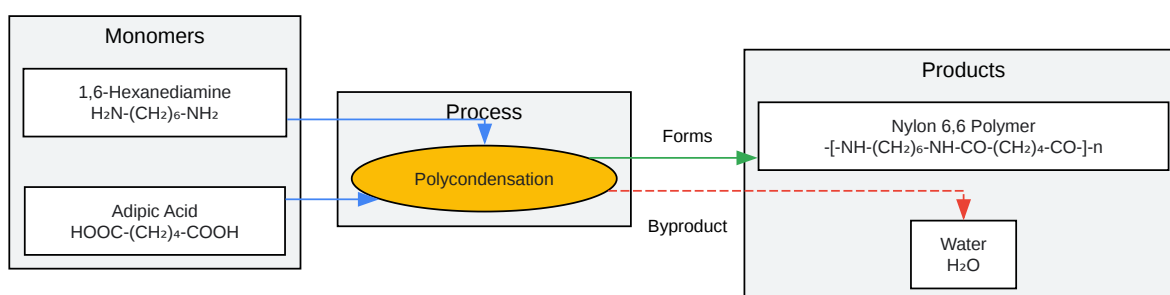 Monomers
1,6-Hexanediamine
H₂N-(CH₂)₆-NH₂
Adipic Acid
HOOC-(CH₂)₄-COOH
Process
Polycondensation
Forms
Byproduct
Products
Nylon 6,6 Polymer
-[-NH-(CH₂)₆-NH-CO-(CH₂)₄-CO-]-n
Water
H₂O